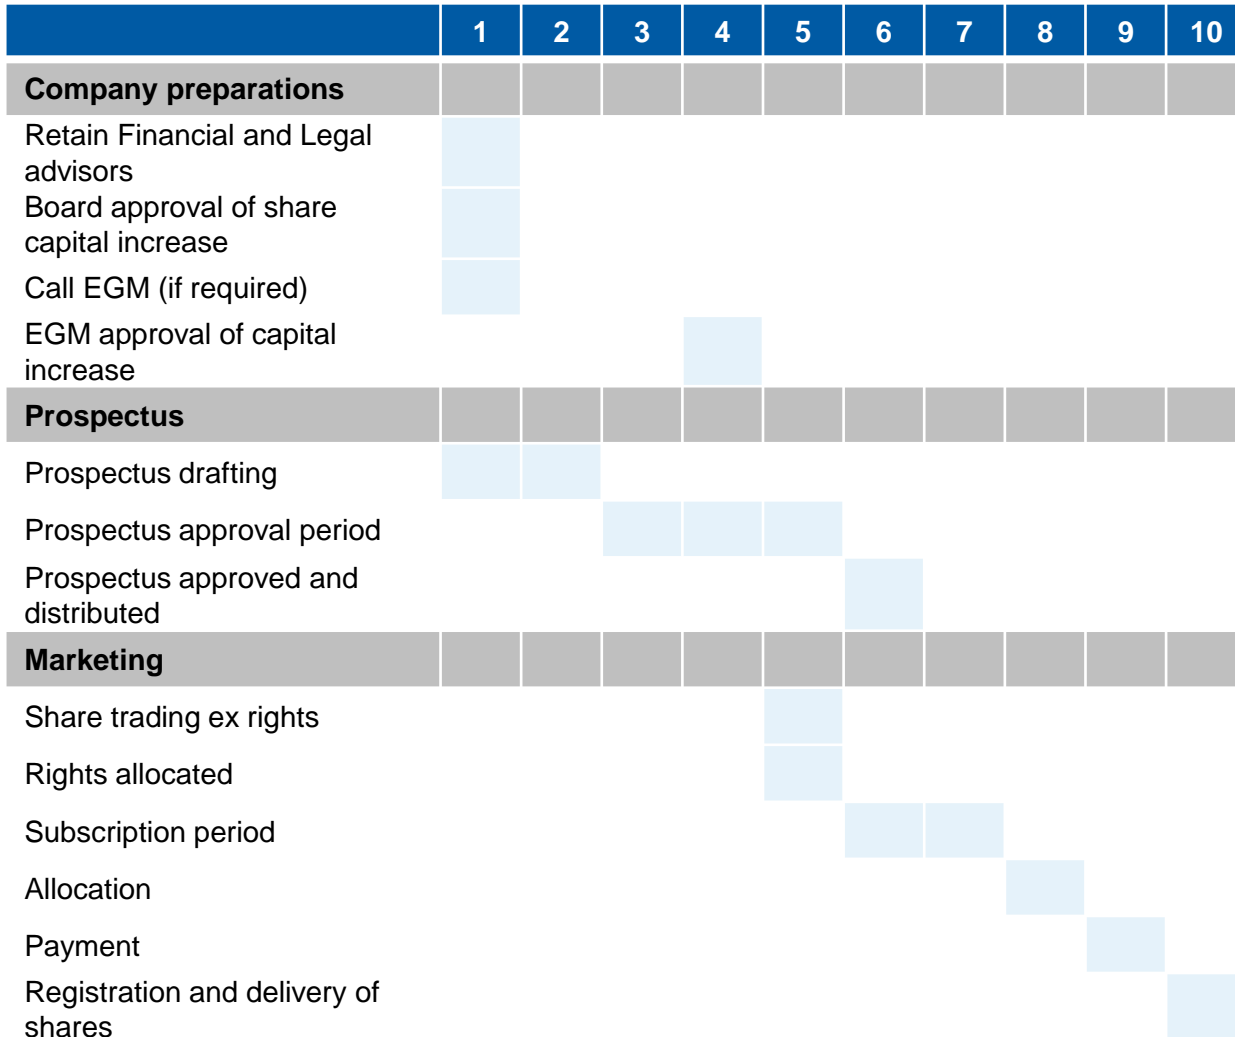 1 2 3 4 5 6 7 8 9 10
Company preparations
Retain Financial and Legal
advisors
Board approval of share
capital increase
Call EGM (if required)
EGM approval of capital
increase
Prospectus
Prospectus drafting
Prospectus approval period
Prospectus approved and
distributed
Marketing
Share trading ex rights
Rights allocated
Subscription period
Allocation
Payment
Registration and delivery of
shares